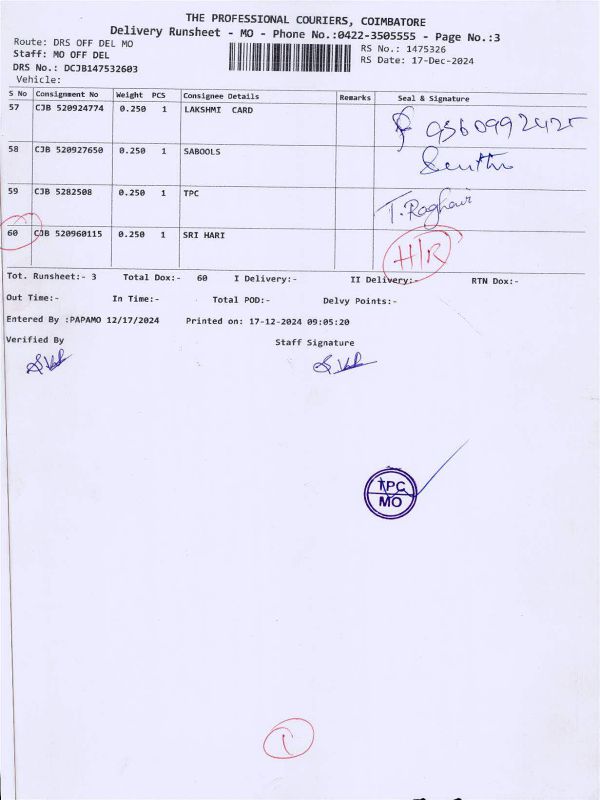 THE PROFESSIONAL COURIERS, COIMBATORE
Delivery Runsheet - MO - Phone No.:0422-3505555 - Page No.:3
Route: DRS OFF DEL MO RS No.: 1475326
Staff: MO OFF DEL RS Date: 17-Dec-2024
DRS No.: DCJB147532603
Vehicle:
S No Consignment No Weight PCS Consignee Details Remarks Seal & Signature
57 CJB 520924774 0.250 1 LAKSHMI CARD 9360992425
58 CJB 520927650 0.250 1 SABOOLS
59 CJB 5282508 0.250 1 TPC
60 CJB 520960115 0.250 1 SRI HARI H/R
Tot. Runsheet:- 3 Total Dox:- 60 I Delivery:- II Delivery:- RTN Dox:-
Out Time:- In Time:- Total POD:- Delvy Points:-
Entered By :PAPAMO 12/17/2024 Printed on: 17-12-2024 09:05:20
Verified By Staff Signature
TPC
MO
1